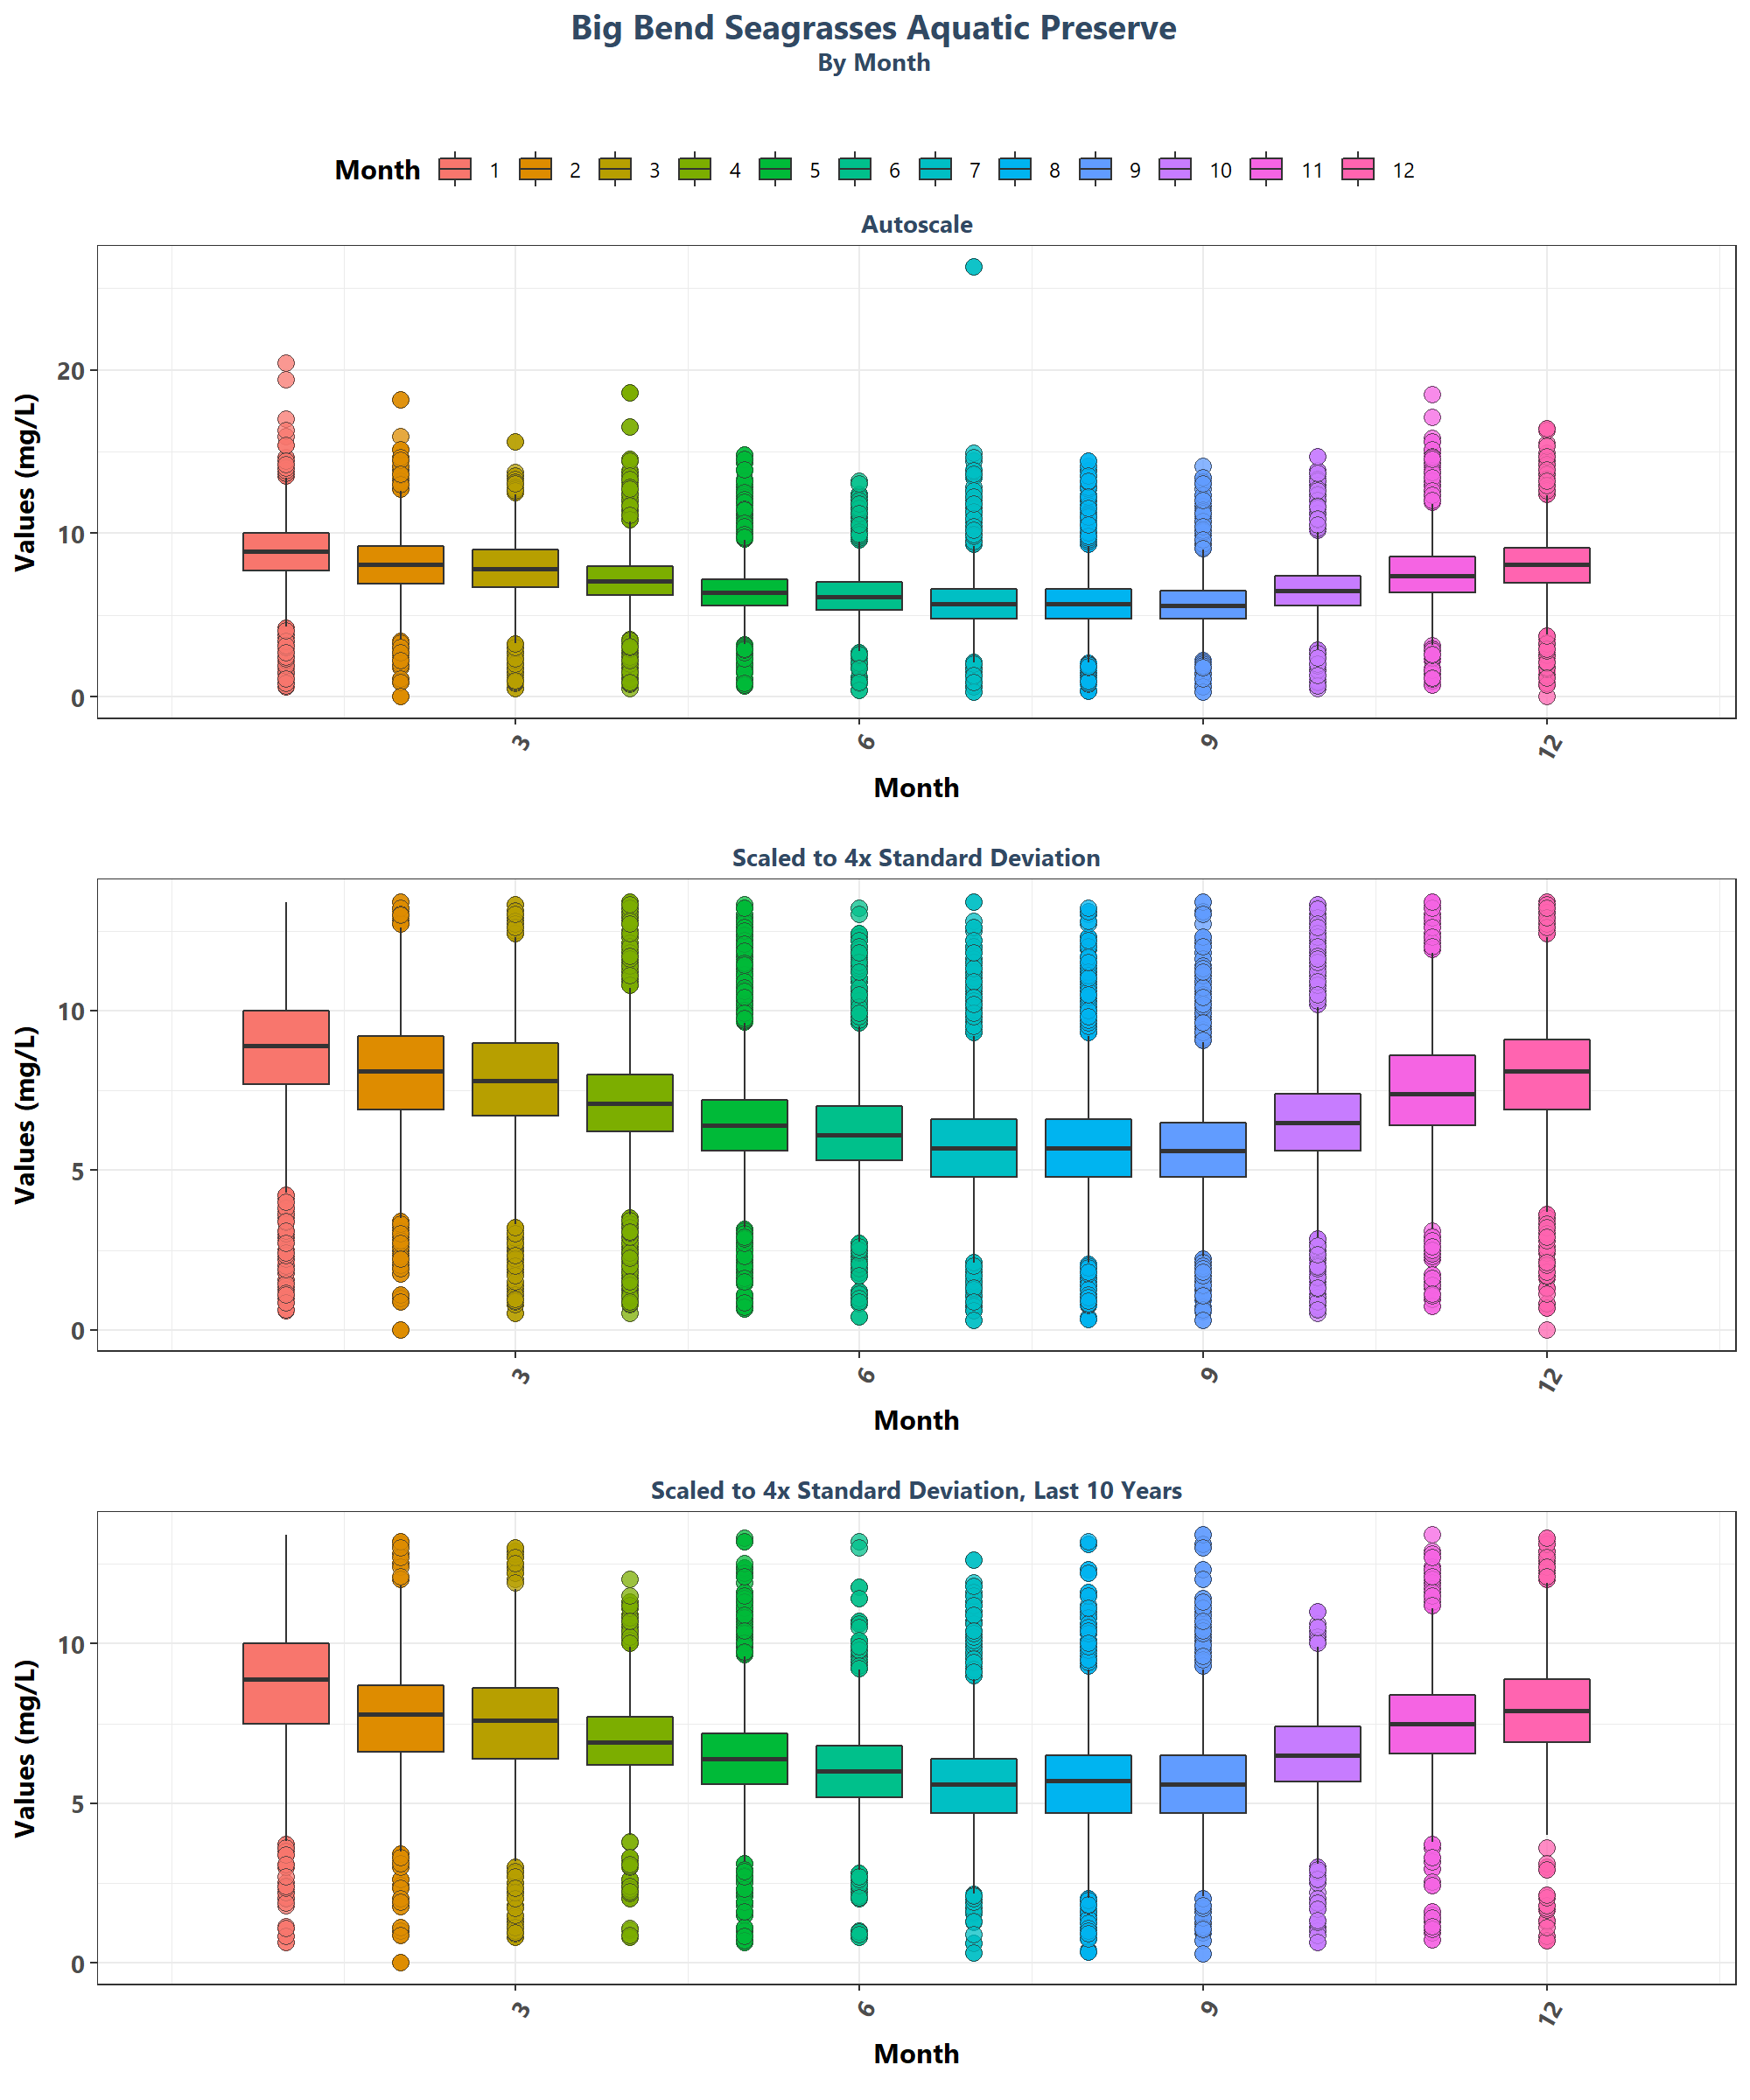 Big Bend Seagrasses Aquatic Preserve
By Month
Month 1 2 3 4 5 6 7 8 9 10 11 12
Autoscale
Values (mg/L)
20
10
0
3 6 9 12
Month
Scaled to 4x Standard Deviation
Values (mg/L)
10
5
0
3 6 9 12
Month
Scaled to 4x Standard Deviation, Last 10 Years
Values (mg/L)
10
5
0
3 6 9 12
Month